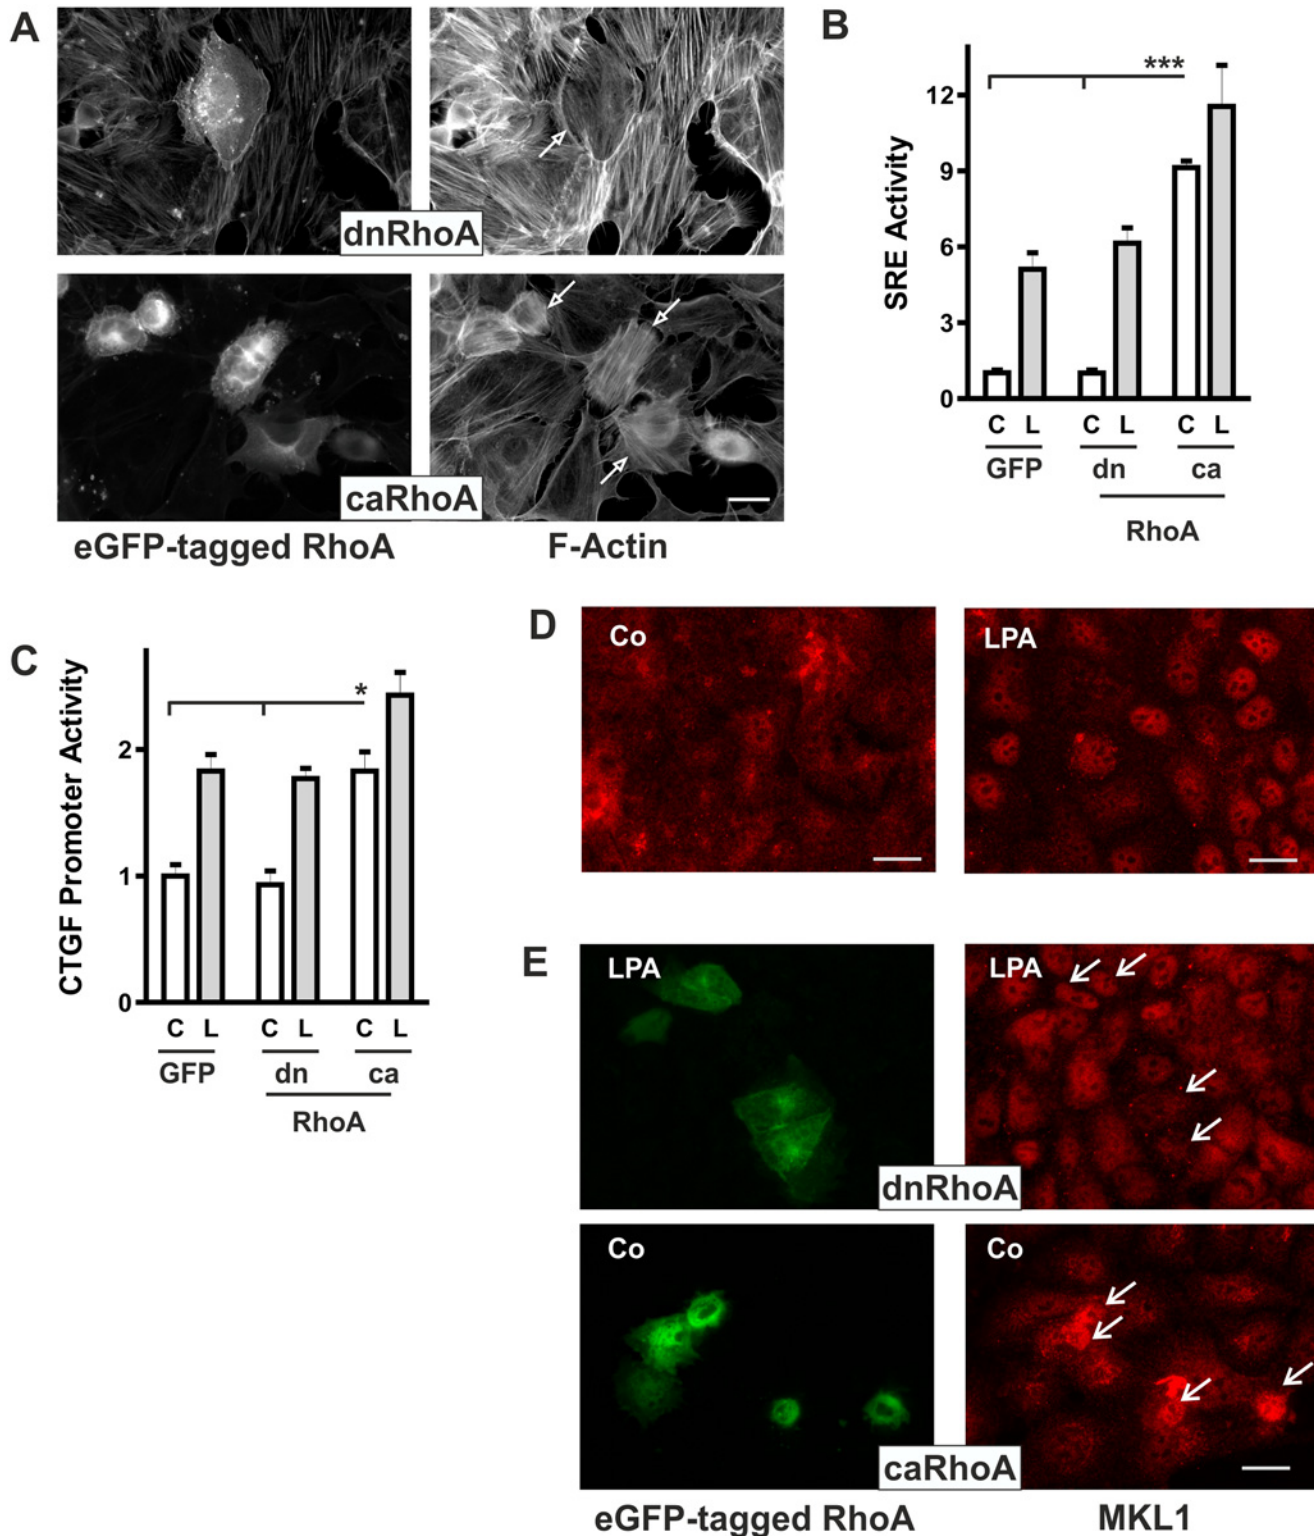 A
dnRhoA
caRhoA
eGFP-tagged RhoA
F-Actin
B
SRE Activity
***
12
9
6
3
0
C L C L C L
GFP dn ca
RhoA
C
CTGF Promoter Activity
*
2
1
0
C L C L C L
GFP dn ca
RhoA
D
Co
LPA
E
LPA
LPA
dnRhoA
Co
Co
caRhoA
eGFP-tagged RhoA
MKL1